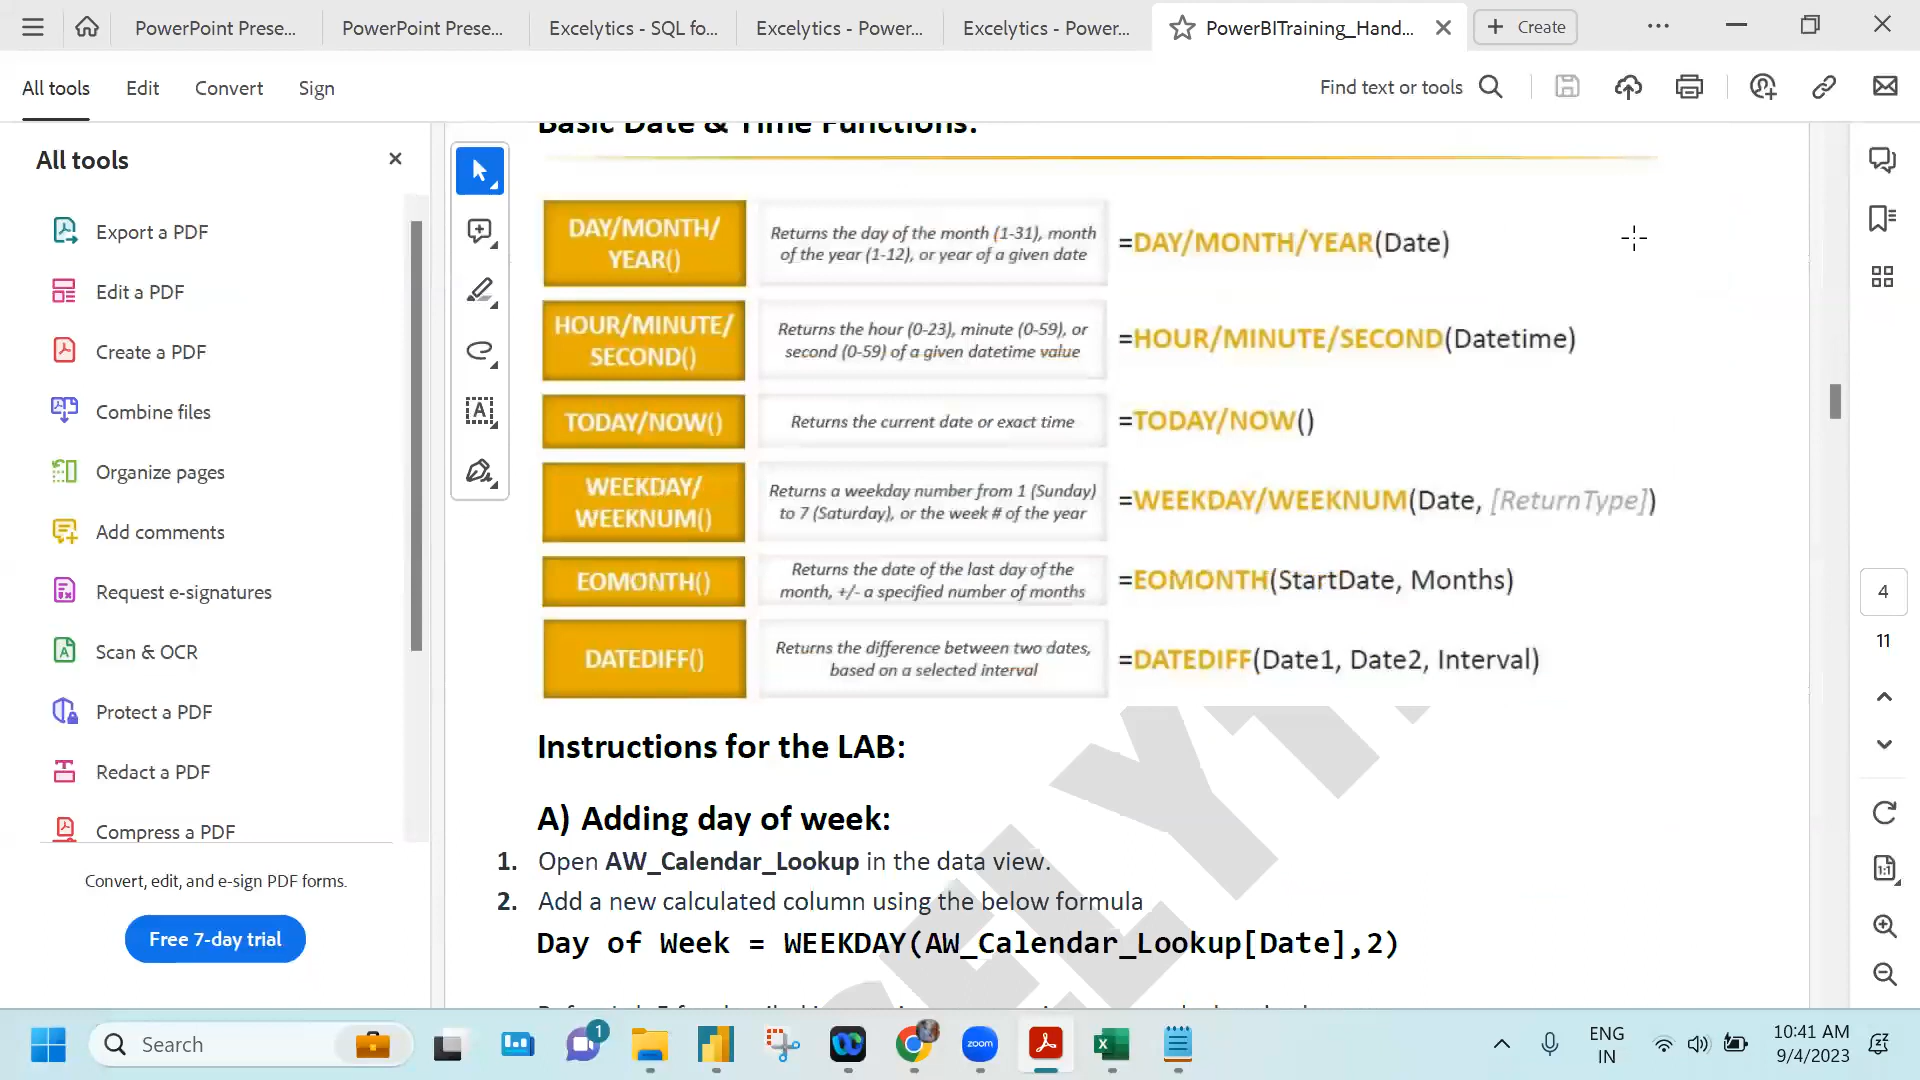 PowerPoint Prese...
PowerPoint Prese...
Excelytics - SQL fo...
Excelytics - Power...
Excelytics - Power...
PowerBITraining_Hand...
Create
All tools
Edit
Convert
Sign
Find text or tools
All tools
Export a PDF
Edit a PDF
Create a PDF
Combine files
Organize pages
Add comments
Request e-signatures
Scan & OCR
Protect a PDF
Redact a PDF
Compress a PDF
Convert, edit, and e-sign PDF forms.
Free 7-day trial
Basic Date & Time Functions:
DAY/MONTH/
YEAR()
Returns the day of the month (1-31), month
of the year (1-12), or year of a given date
=DAY/MONTH/YEAR(Date)
HOUR/MINUTE/
SECOND()
Returns the hour (0-23), minute (0-59), or
second (0-59) of a given datetime value
=HOUR/MINUTE/SECOND(Datetime)
TODAY/NOW()
Returns the current date or exact time
=TODAY/NOW()
WEEKDAY/
WEEKNUM()
Returns a weekday number from 1 (Sunday)
to 7 (Saturday), or the week # of the year
=WEEKDAY/WEEKNUM(Date, [ReturnType])
EOMONTH()
Returns the date of the last day of the
month, +/- a specified number of months
=EOMONTH(StartDate, Months)
DATEDIFF()
Returns the difference between two dates,
based on a selected interval
=DATEDIFF(Date1, Date2, Interval)
Instructions for the LAB:
A) Adding day of week:
1. Open AW_Calendar_Lookup in the data view.
2. Add a new calculated column using the below formula
Day of Week = WEEKDAY(AW_Calendar_Lookup[Date],2)
4
11
1:1
Search
1
zoom
ENG
IN
10:41 AM
9/4/2023